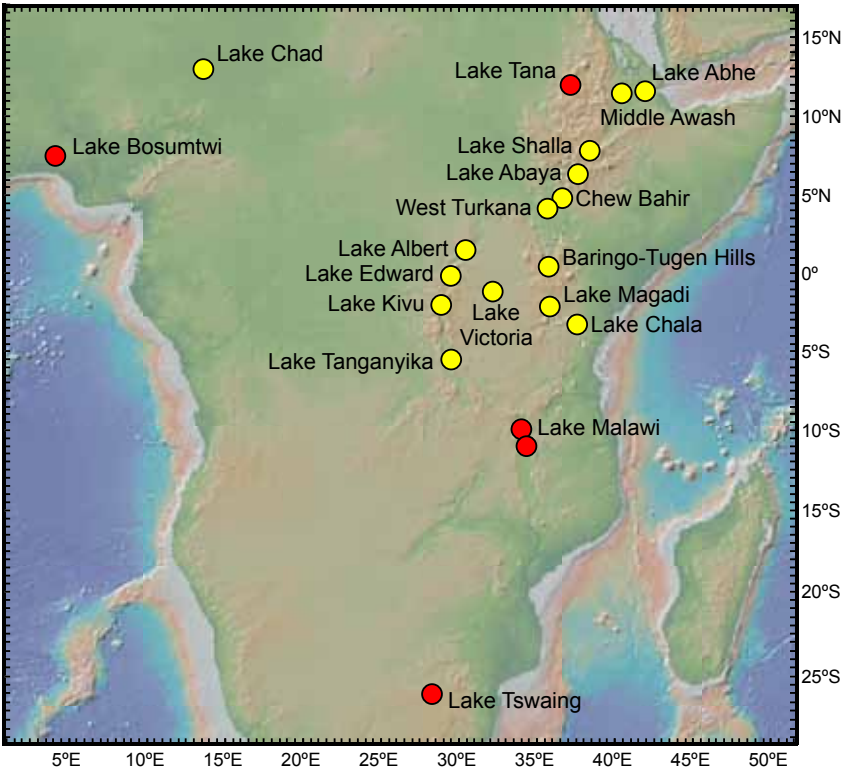 Lake Chad
Lake Tana
Lake Abhe
Middle Awash
Lake Bosumtwi
Lake Shalla
Lake Abaya
Chew Bahir
West Turkana
Lake Albert
Baringo-Tugen Hills
Lake Edward
Lake Kivu
Lake Magadi
Lake
Victoria
Lake Chala
Lake Tanganyika
Lake Malawi
Lake Tswaing
15ºN
10ºN
5ºN
0º
5ºS
10ºS
15ºS
20ºS
25ºS
5ºE 10ºE 15ºE 20ºE 25ºE 30ºE 35ºE 40ºE 45ºE 50ºE